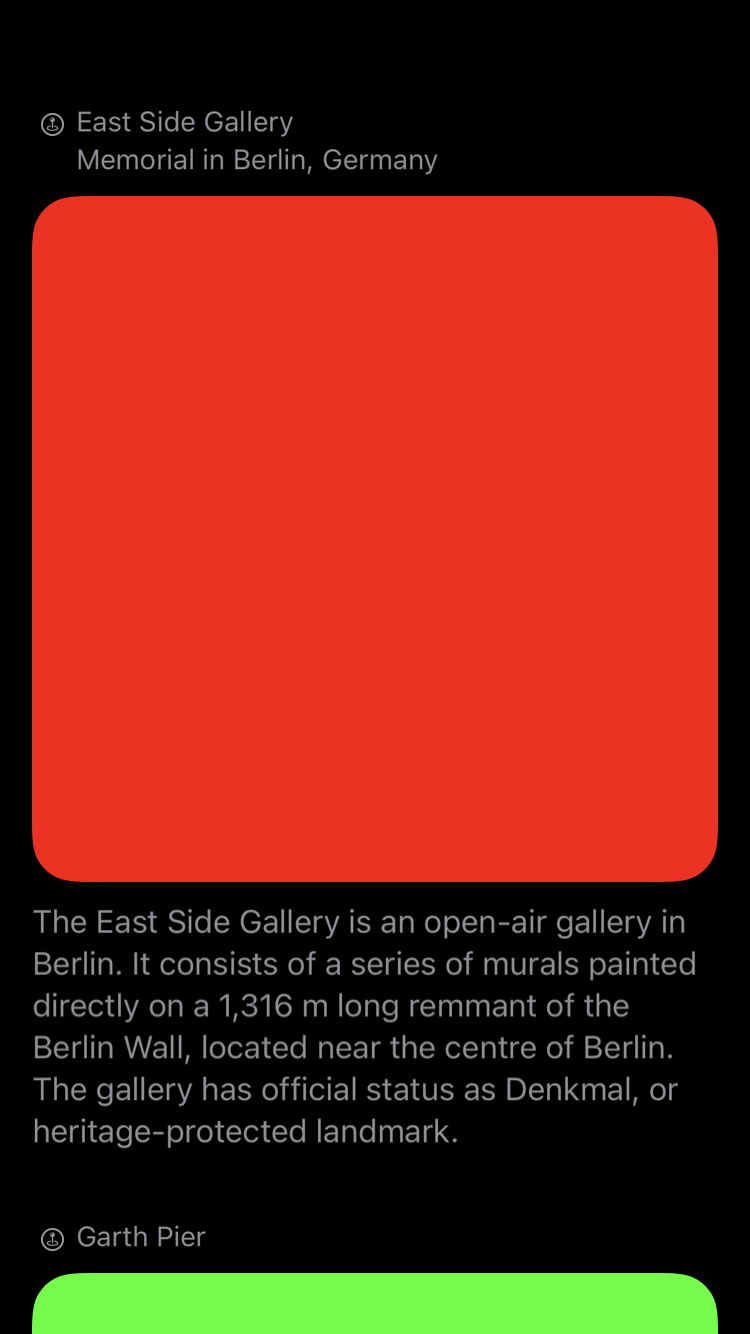 East Side Gallery
Memorial in Berlin, Germany
The East Side Gallery is an open-air gallery in
Berlin. It consists of a series of murals painted
directly on a 1,316 m long remnant of the
Berlin Wall, located near the centre of Berlin.
The gallery has official status as Denkmal, or
heritage-protected landmark.
Garth Pier